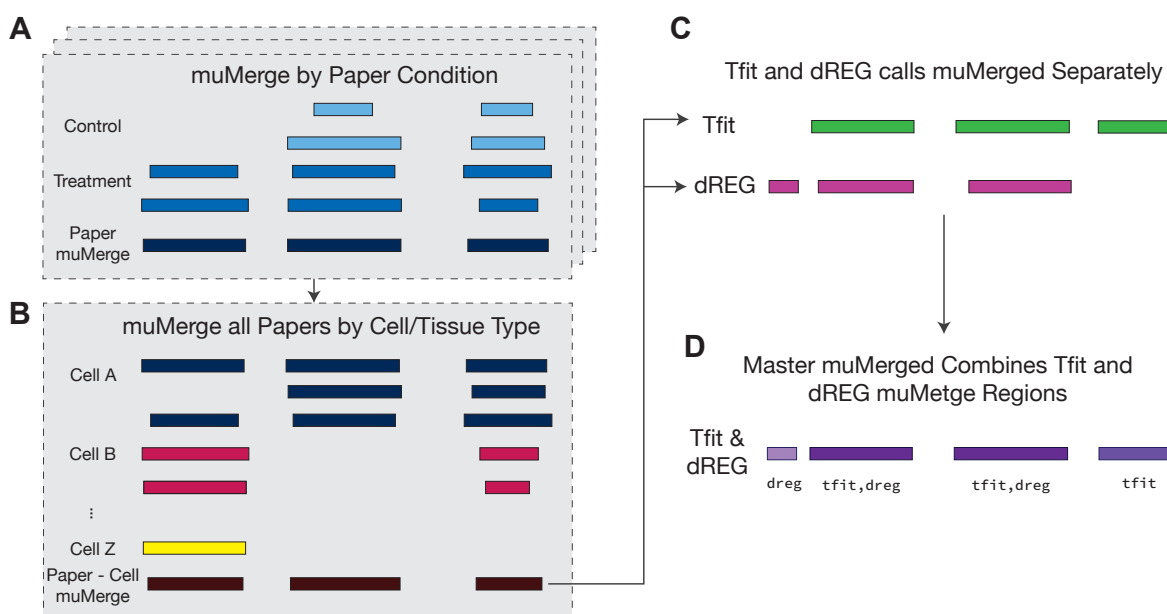 A
muMerge by Paper Condition
Control
Treatment
Paper
muMerge
B
muMerge all Papers by Cell/Tissue Type
Cell A
Cell B
...
Cell Z
Paper - Cell
muMerge
C
Tfit and dREG calls muMerged Separately
Tfit
dREG
D
Master muMerged Combines Tfit and
dREG muMetge Regions
Tfit &
dREG
dreg
tfit,dreg
tfit,dreg
tfit